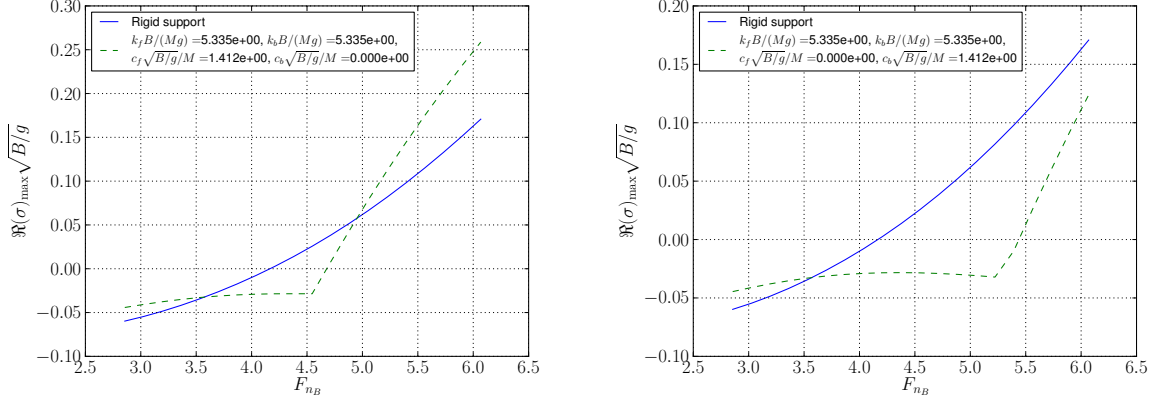 0.30
0.25
0.20
0.15
0.10
0.05
0.00
−0.05
−0.10
2.5 3.0 3.5 4.0 4.5 5.0 5.5 6.0 6.5
F_{n_B}
ℜ(σ)_{max}√(B/g)
Rigid support
k_f B/(Mg) =5.335e+00, k_b B/(Mg) =5.335e+00,
c_f √(B/g)/M =1.412e+00, c_b √(B/g)/M =0.000e+00
0.20
0.15
0.10
0.05
0.00
−0.05
−0.10
2.5 3.0 3.5 4.0 4.5 5.0 5.5 6.0 6.5
F_{n_B}
ℜ(σ)_{max}√(B/g)
Rigid support
k_f B/(Mg) =5.335e+00, k_b B/(Mg) =5.335e+00,
c_f √(B/g)/M =0.000e+00, c_b √(B/g)/M =1.412e+00